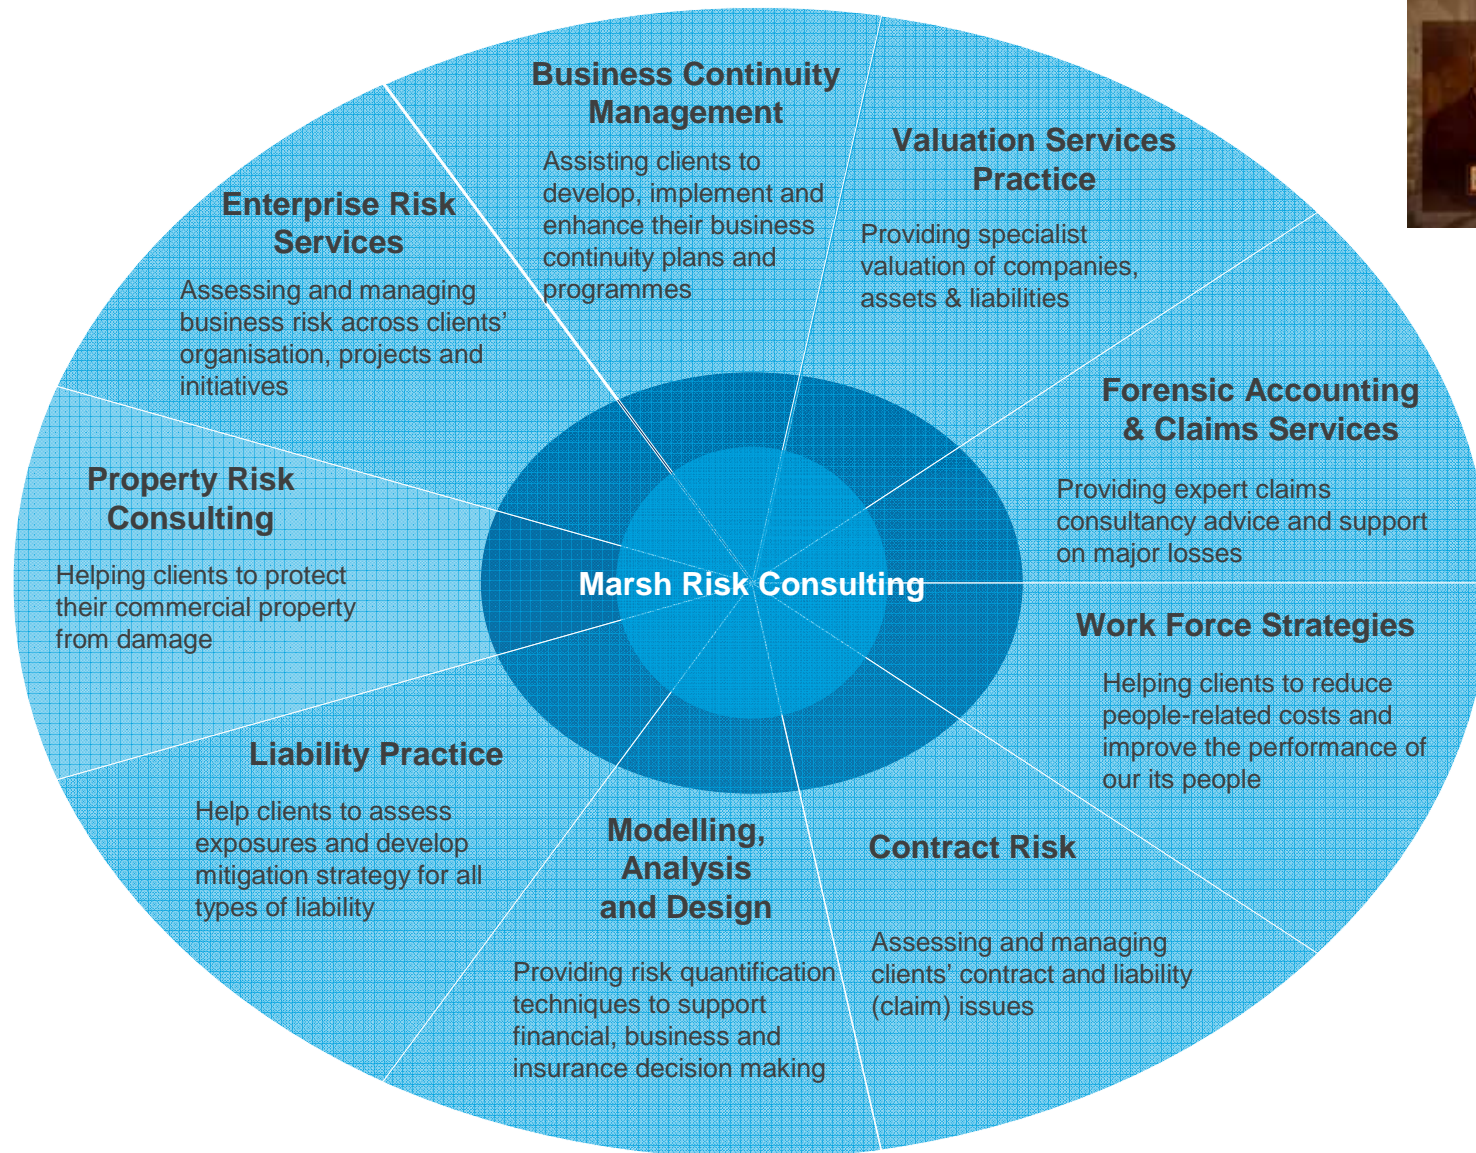 Business Continuity
Management
Assisting clients to
develop, implement and
enhance their business
continuity plans and
programmes
Valuation Services
Practice
Providing specialist
valuation of companies,
assets & liabilities
Forensic Accounting
& Claims Services
Providing expert claims
consultancy advice and support
on major losses
Work Force Strategies
Helping clients to reduce
people-related costs and
improve the performance of
our its people
Contract Risk
Assessing and managing
clients’ contract and liability
(claim) issues
Modelling,
Analysis
and Design
Providing risk quantification
techniques to support
financial, business and
insurance decision making
Liability Practice
Help clients to assess
exposures and develop
mitigation strategy for all
types of liability
Property Risk
Consulting
Helping clients to protect
their commercial property
from damage
Enterprise Risk
Services
Assessing and managing
business risk across clients’
organisation, projects and
initiatives
Marsh Risk Consulting